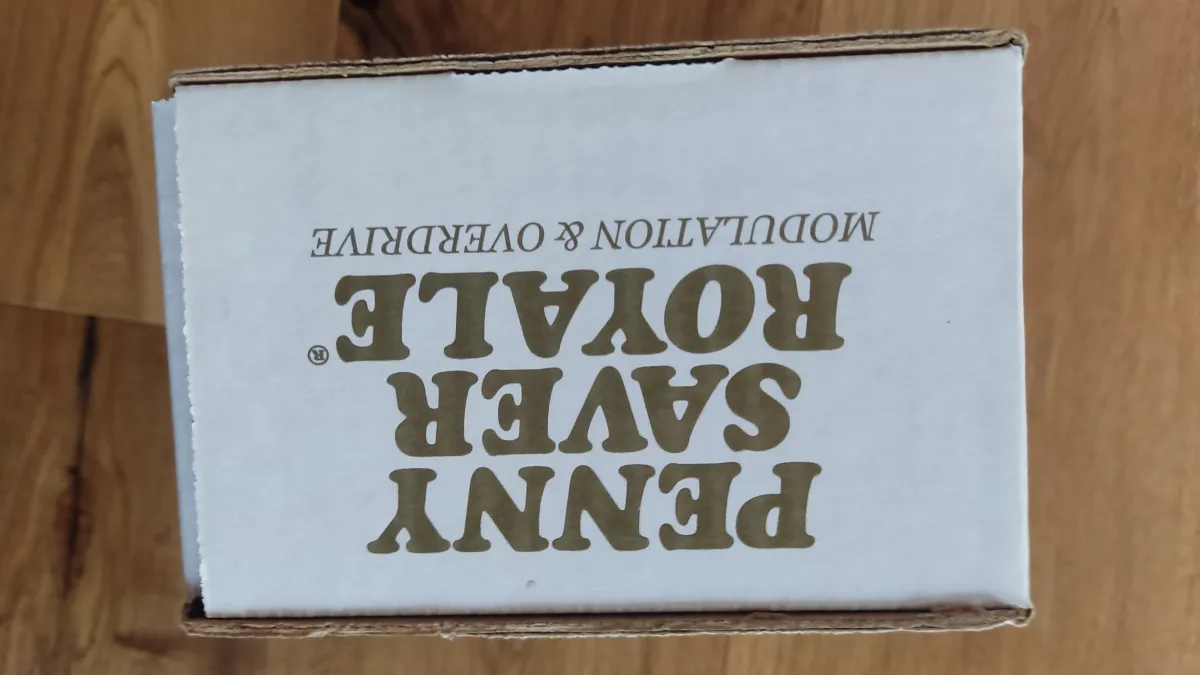 PENNY
SAVER
ROYALE®
MODULATION & OVERDRIVE